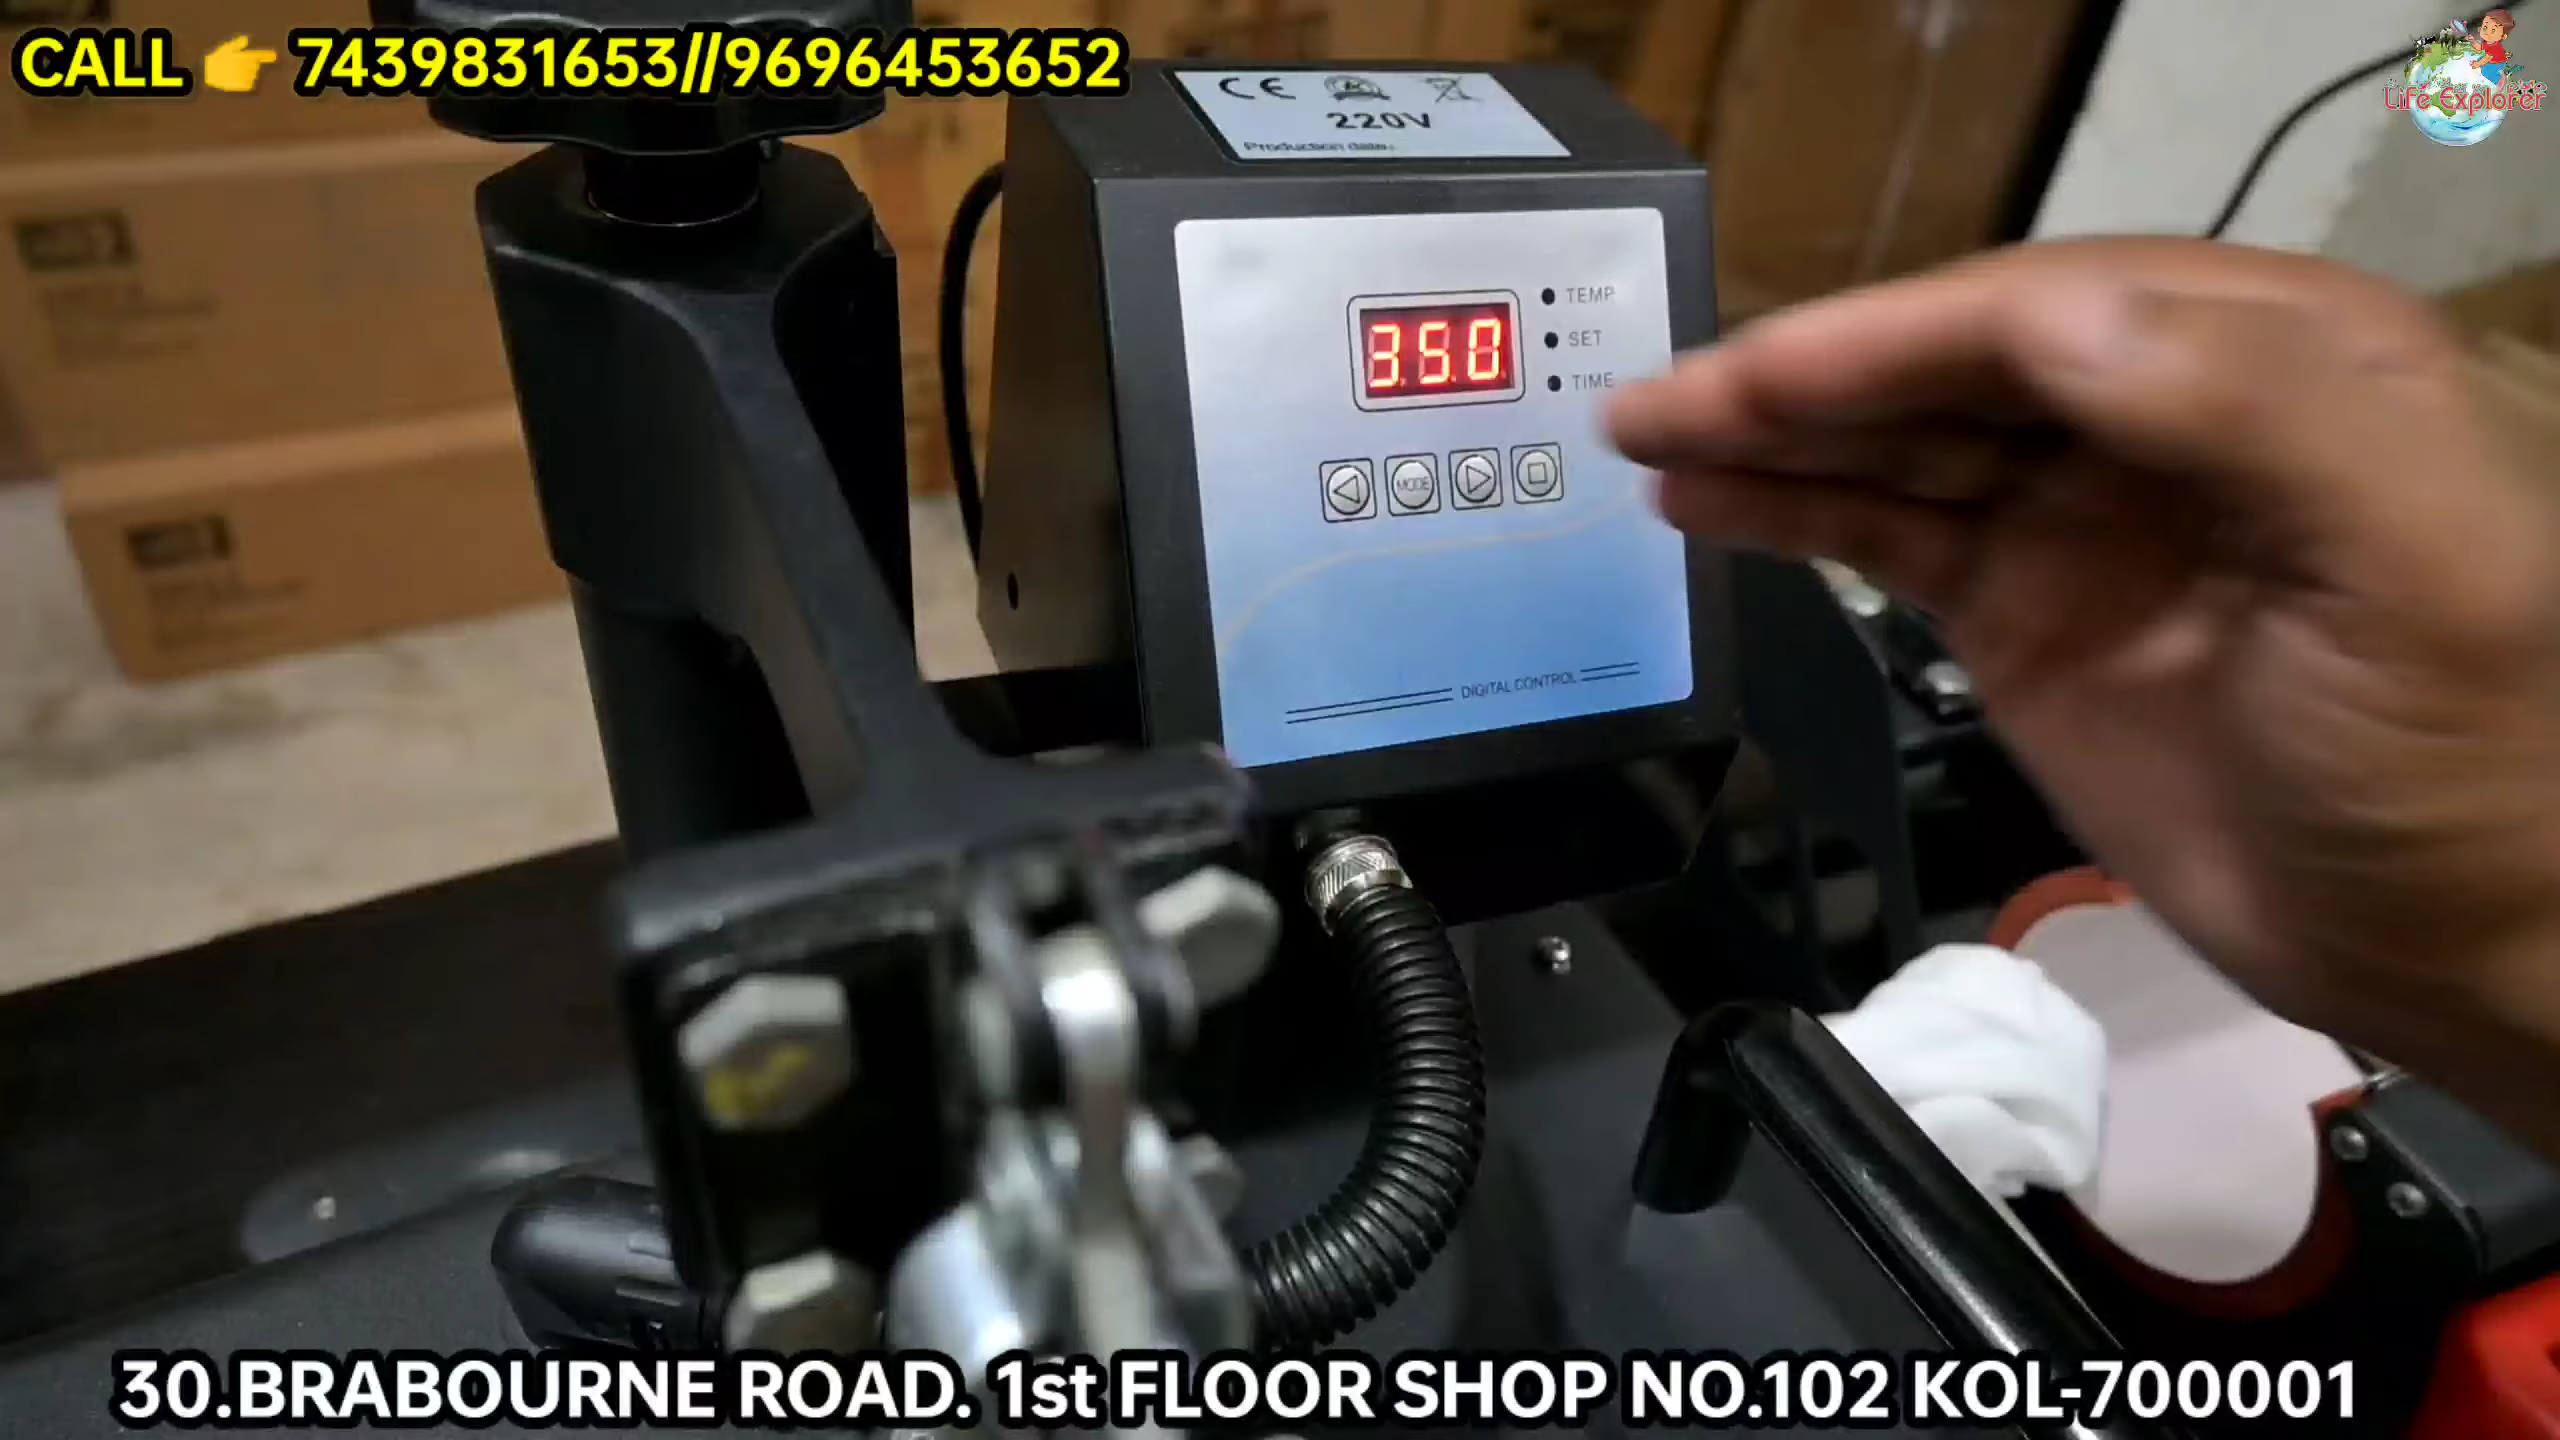 CALL 👉 7439831653//9696453652
Life Explorer
CE
220V
Production date:
350
TEMP
SET
TIME
MODE
DIGITAL CONTROL
30.BRABOURNE ROAD. 1st FLOOR SHOP NO.102 KOL-700001